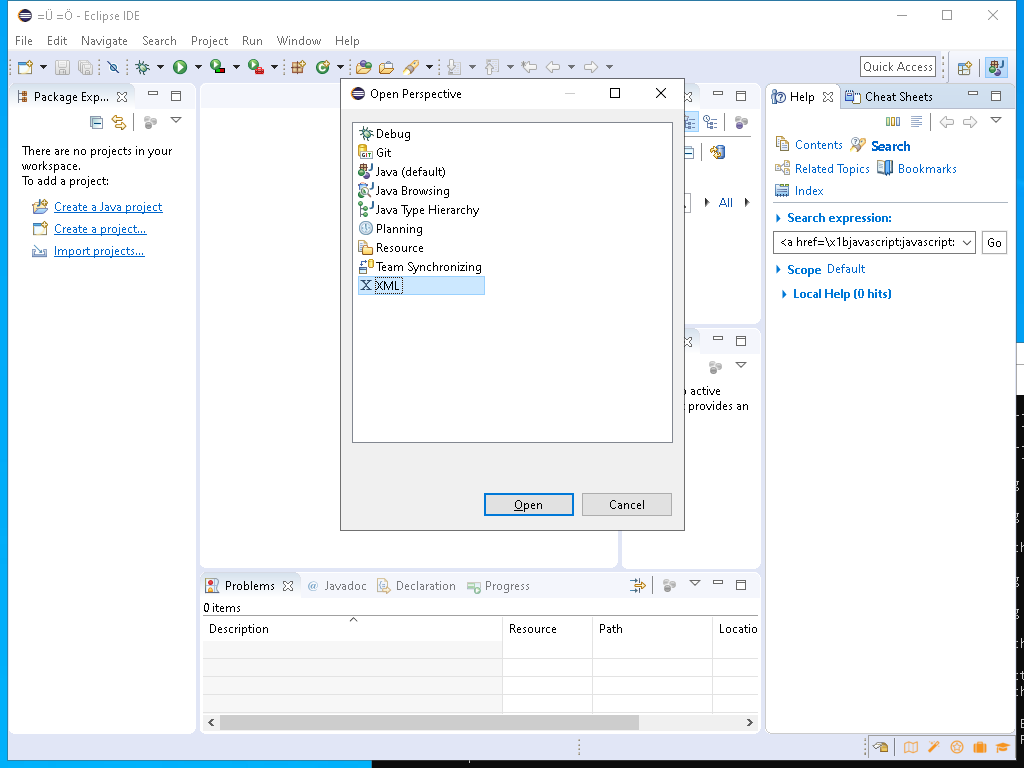 =Ü =Ö - Eclipse IDE
File Edit Navigate Search Project Run Window Help
Quick Access
Package Exp...
There are no projects in your
workspace.
To add a project:
Create a Java project
Create a project...
Import projects...
Open Perspective
Debug
Git
Java (default)
Java Browsing
Java Type Hierarchy
Planning
Resource
Team Synchronizing
XML
Open
Cancel
All
active
provides an
Help
Cheat Sheets
Contents
Search
Related Topics
Bookmarks
Index
Search expression:
<a href=\x1bjavascript:javascript:
Go
Scope Default
Local Help (0 hits)
Problems
Javadoc
Declaration
Progress
0 items
Description
Resource
Path
Locatio